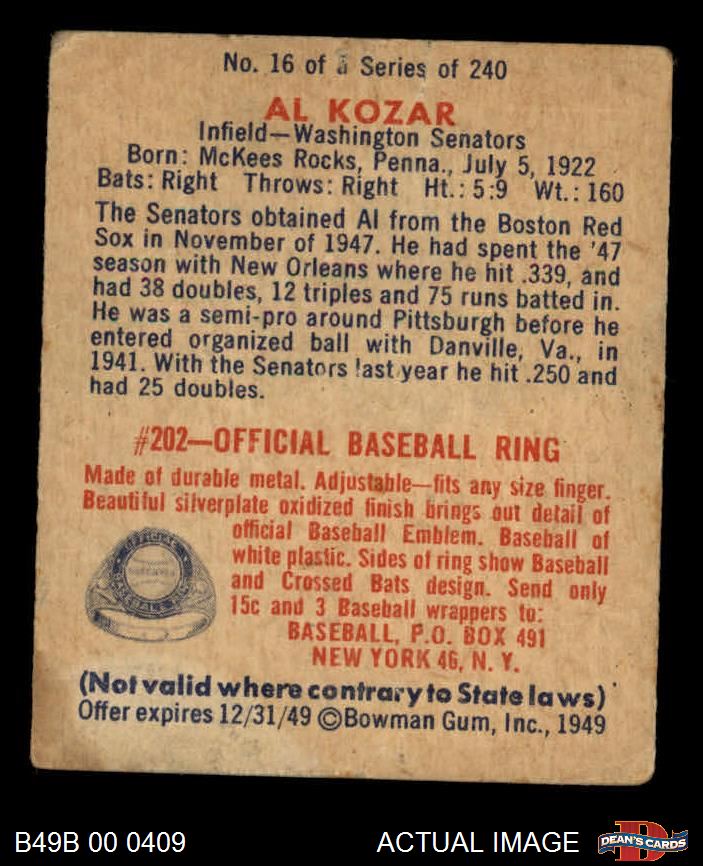 No. 16 of a Series of 240
AL KOZAR
Infield—Washington Senators
Born: McKees Rocks, Penna., July 5, 1922
Bats: Right Throws: Right Ht.: 5:9 Wt.: 160
The Senators obtained Al from the Boston Red
Sox in November of 1947. He had spent the '47
season with New Orleans where he hit .339, and
had 38 doubles, 12 triples and 75 runs batted in.
He was a semi-pro around Pittsburgh before he
entered organized ball with Danville, Va., in
1941. With the Senators last year he hit .250 and
had 25 doubles.
#202—OFFICIAL BASEBALL RING
Made of durable metal. Adjustable—fits any size finger.
Beautiful silverplate oxidized finish brings out detail of
official Baseball Emblem. Baseball of
white plastic. Sides of ring show Baseball
and Crossed Bats design. Send only
15c and 3 Baseball wrappers to:
BASEBALL, P.O. BOX 491
NEW YORK 46, N. Y.
OFFICIAL
BASEBALL RING
(Not valid where contrary to State laws)
Offer expires 12/31/49 ©Bowman Gum, Inc., 1949
B49B 00 0409
ACTUAL IMAGE
DEAN'S CARDS